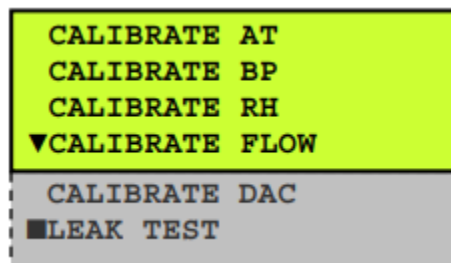 CALIBRATE AT
CALIBRATE BP
CALIBRATE RH
▼CALIBRATE FLOW
CALIBRATE DAC
■LEAK TEST